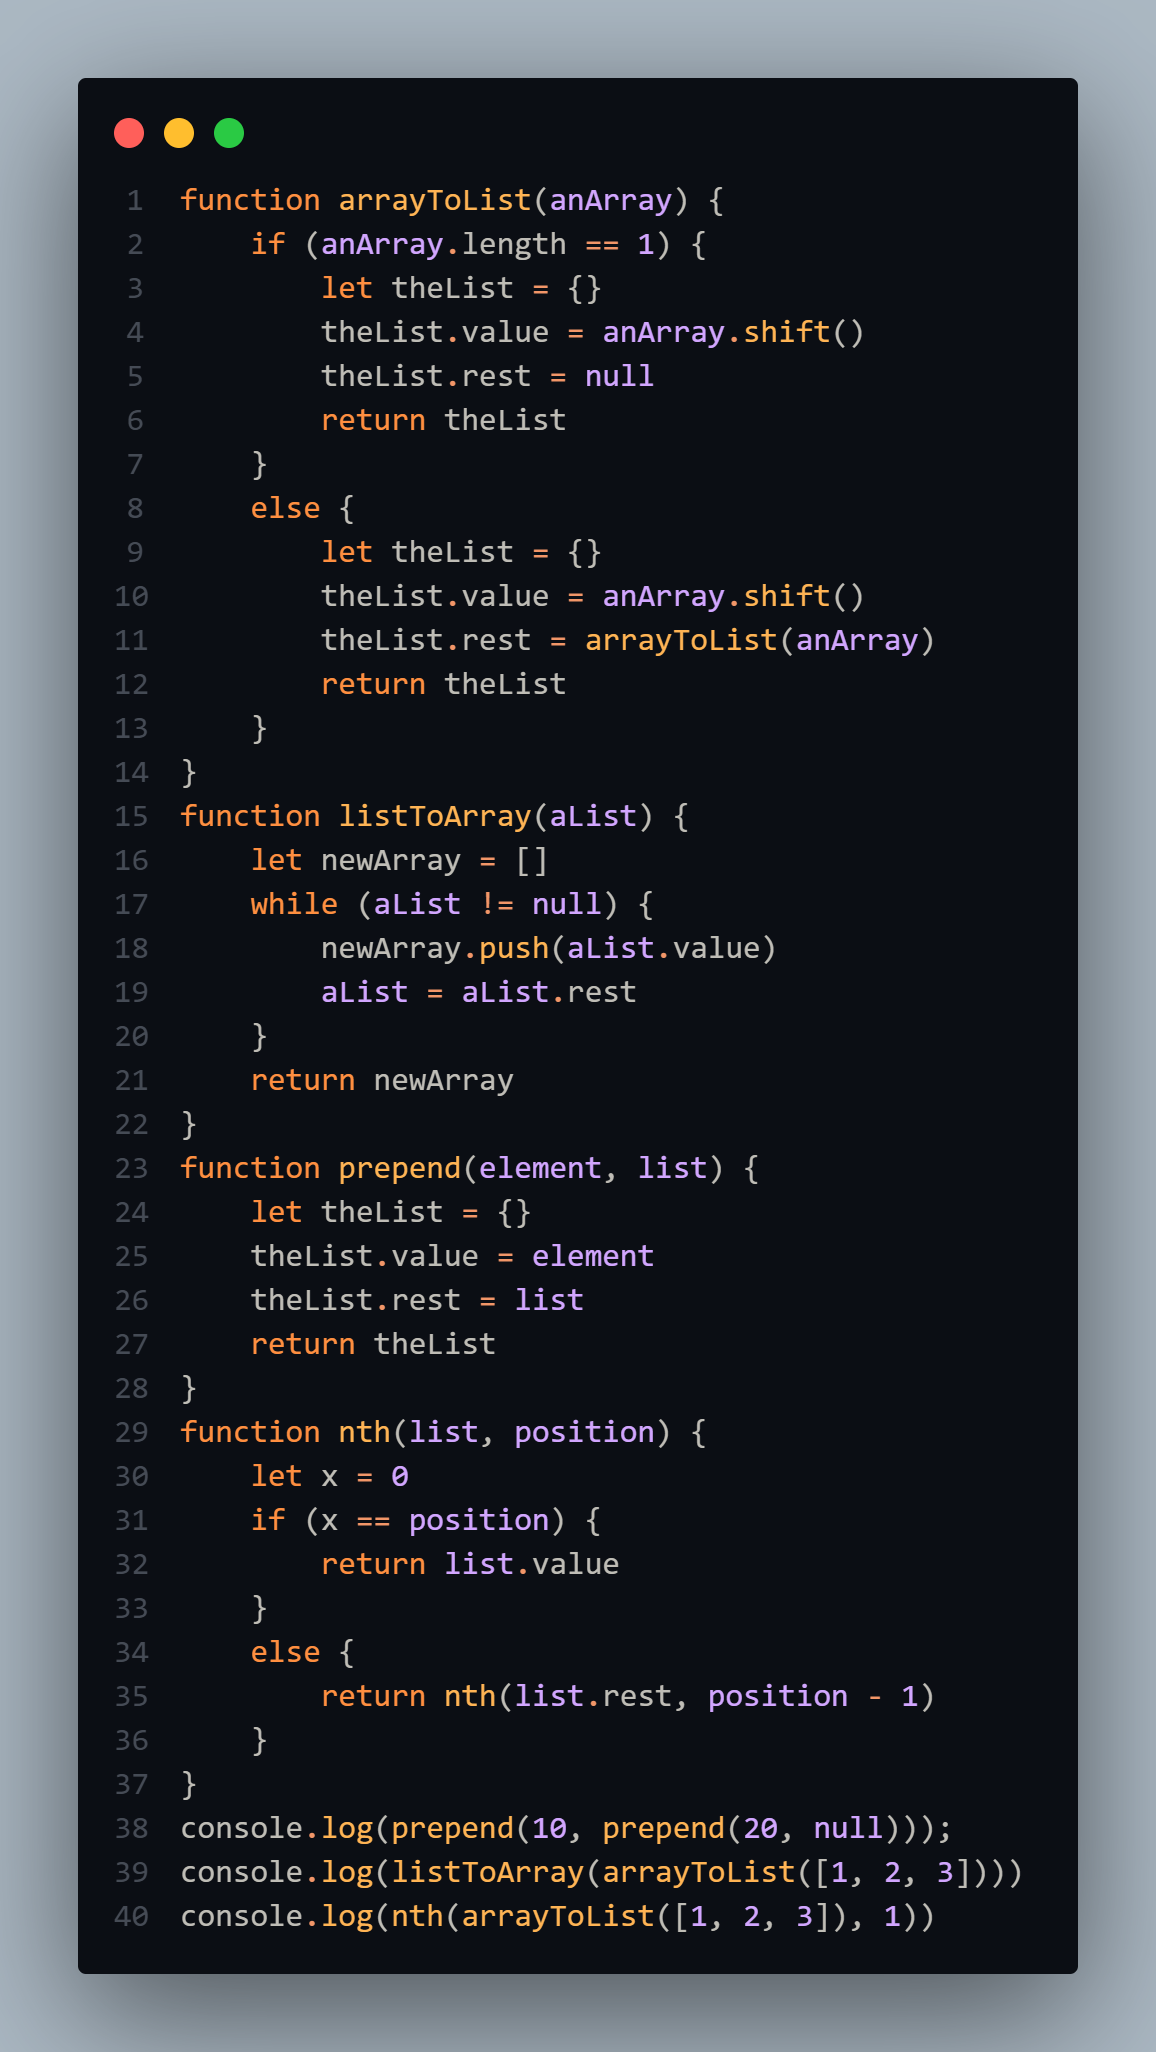 1 function arrayToList(anArray) {
2     if (anArray.length == 1) {
3         let theList = {}
4         theList.value = anArray.shift()
5         theList.rest = null
6         return theList
7     }
8     else {
9         let theList = {}
10         theList.value = anArray.shift()
11         theList.rest = arrayToList(anArray)
12         return theList
13     }
14 }
15 function listToArray(aList) {
16     let newArray = []
17     while (aList != null) {
18         newArray.push(aList.value)
19         aList = aList.rest
20     }
21     return newArray
22 }
23 function prepend(element, list) {
24     let theList = {}
25     theList.value = element
26     theList.rest = list
27     return theList
28 }
29 function nth(list, position) {
30     let x = 0
31     if (x == position) {
32         return list.value
33     }
34     else {
35         return nth(list.rest, position - 1)
36     }
37 }
38 console.log(prepend(10, prepend(20, null)));
39 console.log(listToArray(arrayToList([1, 2, 3])))
40 console.log(nth(arrayToList([1, 2, 3]), 1))